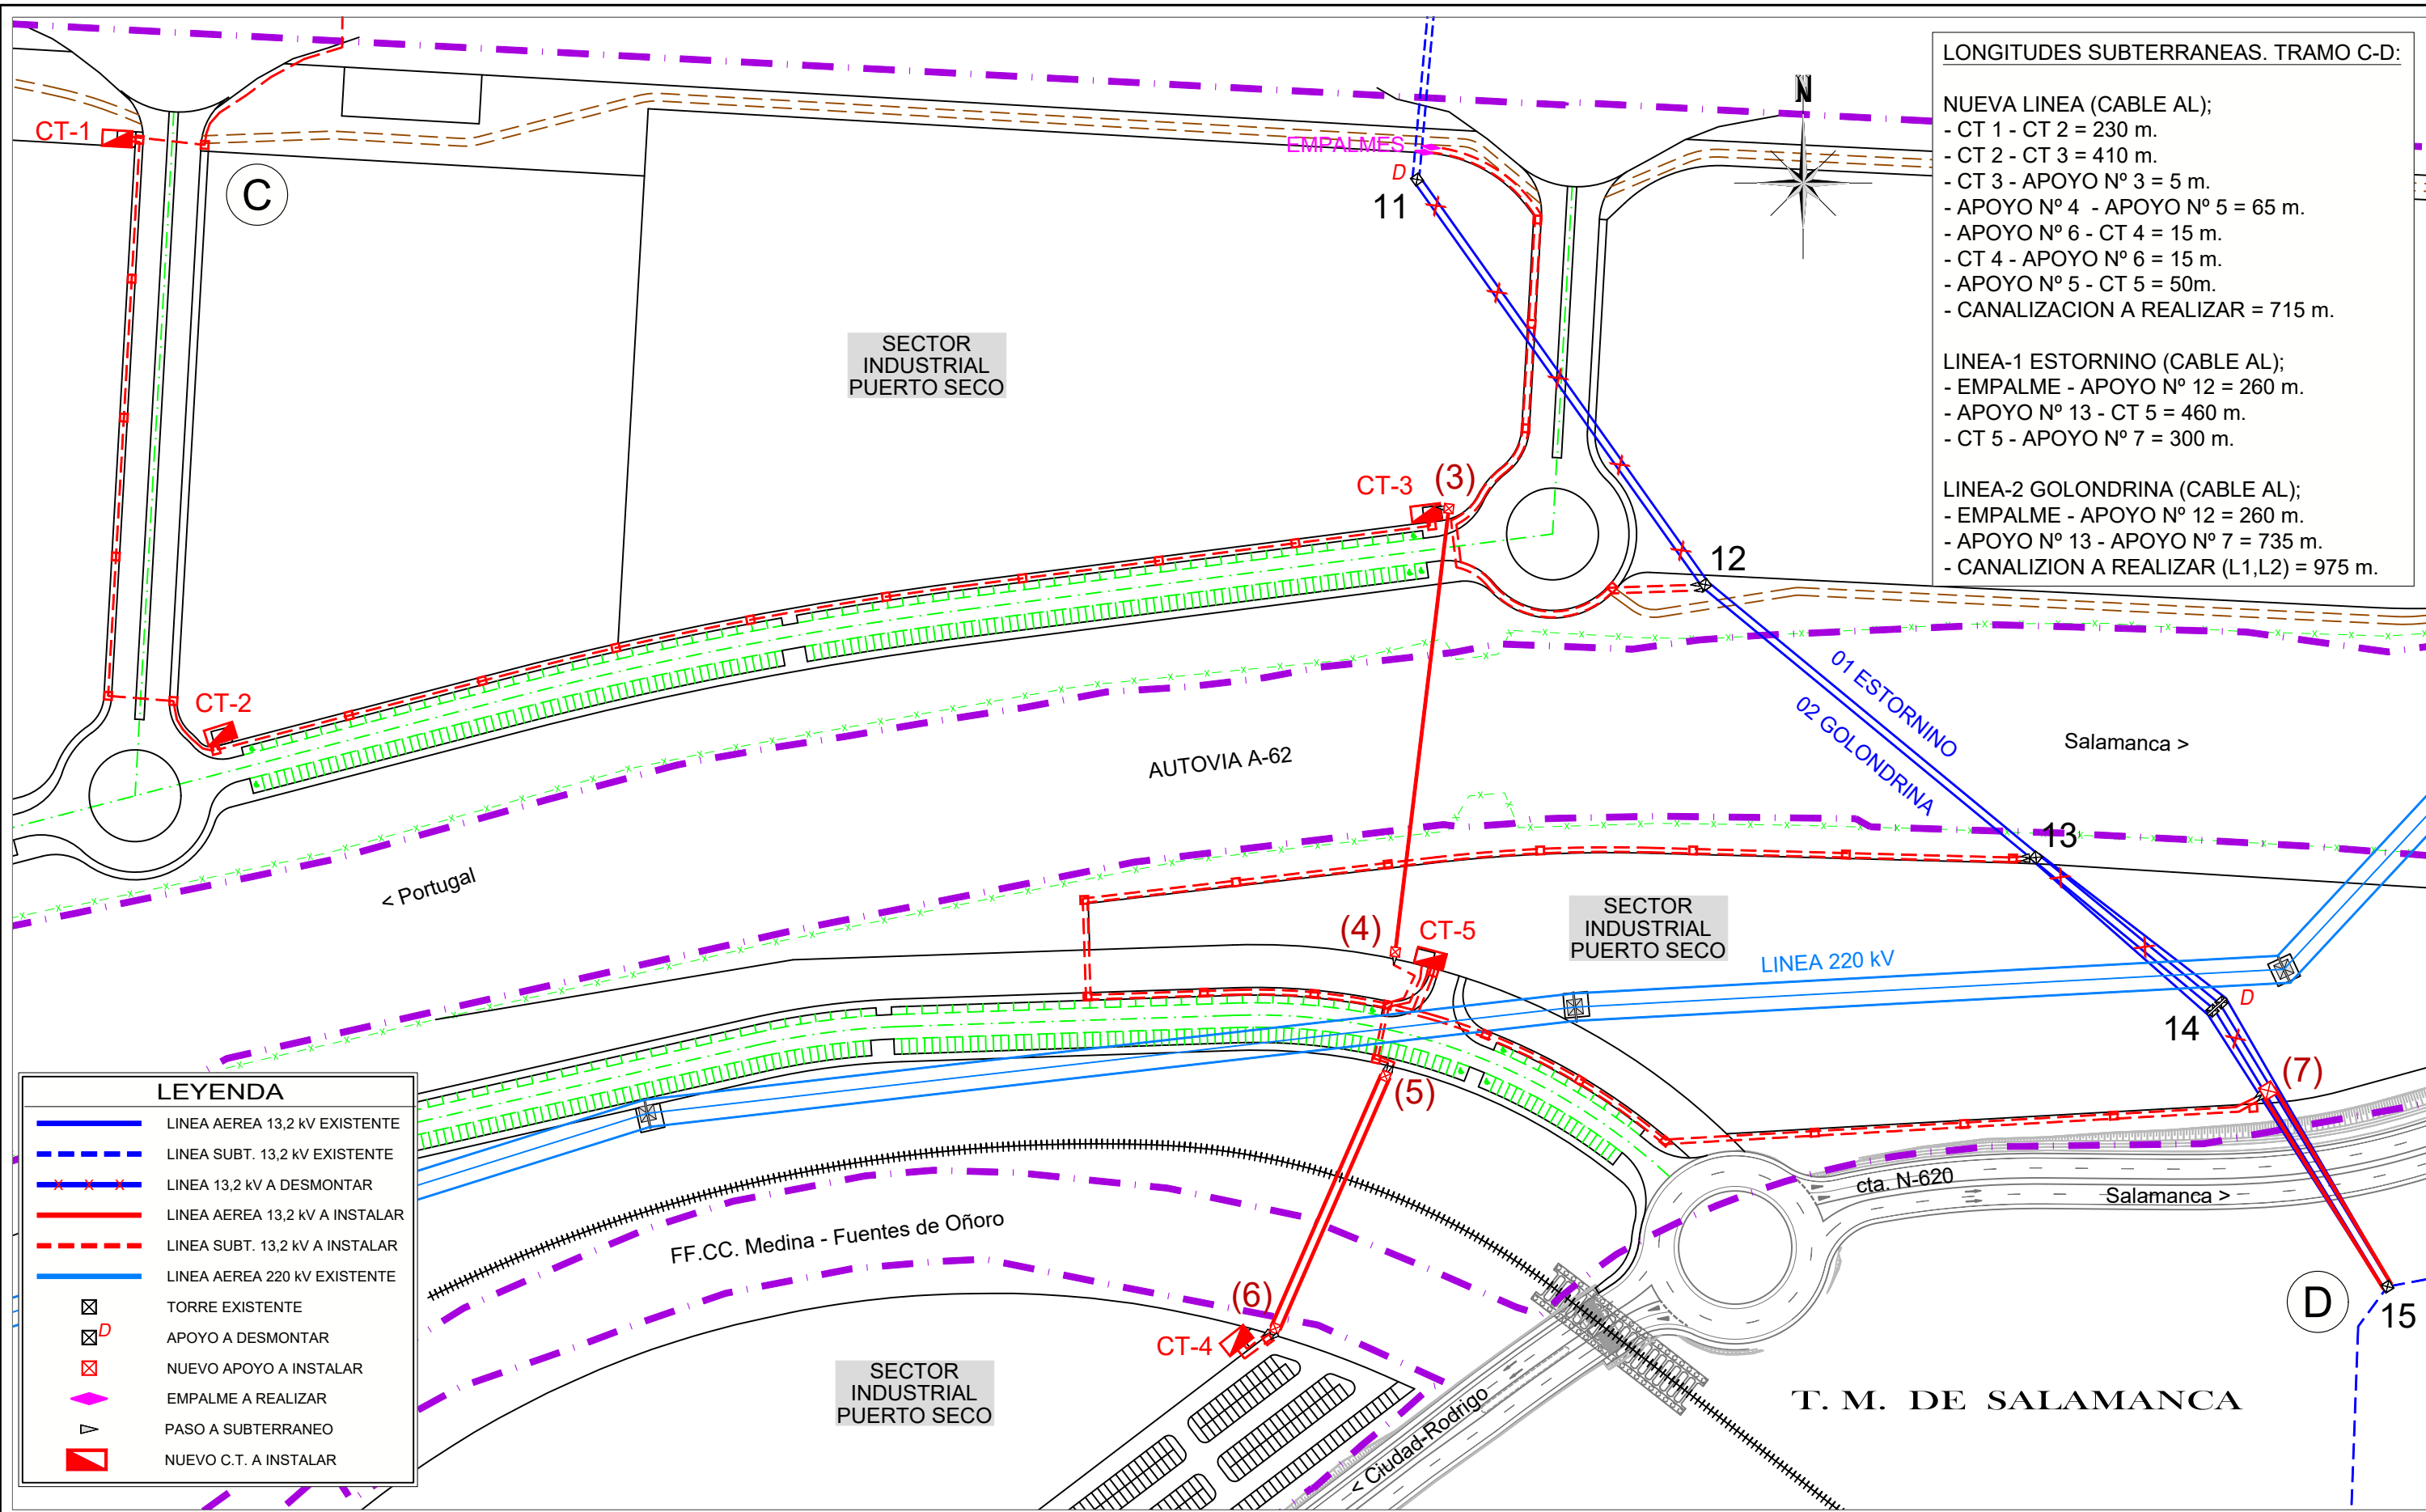 LONGITUDES SUBTERRANEAS. TRAMO C-D:
NUEVA LINEA (CABLE AL);
- CT 1 - CT 2 = 230 m.
- CT 2 - CT 3 = 410 m.
- CT 3 - APOYO Nº 3 = 5 m.
- APOYO Nº 4 - APOYO Nº 5 = 65 m.
- APOYO Nº 6 - CT 4 = 15 m.
- CT 4 - APOYO Nº 6 = 15 m.
- APOYO Nº 5 - CT 5 = 50m.
- CANALIZACION A REALIZAR = 715 m.
LINEA-1 ESTORNINO (CABLE AL);
- EMPALME - APOYO Nº 12 = 260 m.
- APOYO Nº 13 - CT 5 = 460 m.
- CT 5 - APOYO Nº 7 = 300 m.
LINEA-2 GOLONDRINA (CABLE AL);
- EMPALME - APOYO Nº 12 = 260 m.
- APOYO Nº 13 - APOYO Nº 7 = 735 m.
- CANALIZION A REALIZAR (L1,L2) = 975 m.
N
CT-1
C
EMPALMES
D
11
SECTOR
INDUSTRIAL
PUERTO SECO
CT-3
(3)
12
CT-2
01 ESTORNINO
02 GOLONDRINA
Salamanca >
AUTOVIA A-62
< Portugal
13
(4)
CT-5
SECTOR
INDUSTRIAL
PUERTO SECO
LINEA 220 kV
D
14
(5)
(7)
cta. N-620
Salamanca >
FF.CC. Medina - Fuentes de Oñoro
(6)
CT-4
SECTOR
INDUSTRIAL
PUERTO SECO
D
15
T. M. DE SALAMANCA
< Ciudad-Rodrigo
LEYENDA
LINEA AEREA 13,2 kV EXISTENTE
LINEA SUBT. 13,2 kV EXISTENTE
LINEA 13,2 kV A DESMONTAR
LINEA AEREA 13,2 kV A INSTALAR
LINEA SUBT. 13,2 kV A INSTALAR
LINEA AEREA 220 kV EXISTENTE
TORRE EXISTENTE
D APOYO A DESMONTAR
NUEVO APOYO A INSTALAR
EMPALME A REALIZAR
PASO A SUBTERRANEO
NUEVO C.T. A INSTALAR